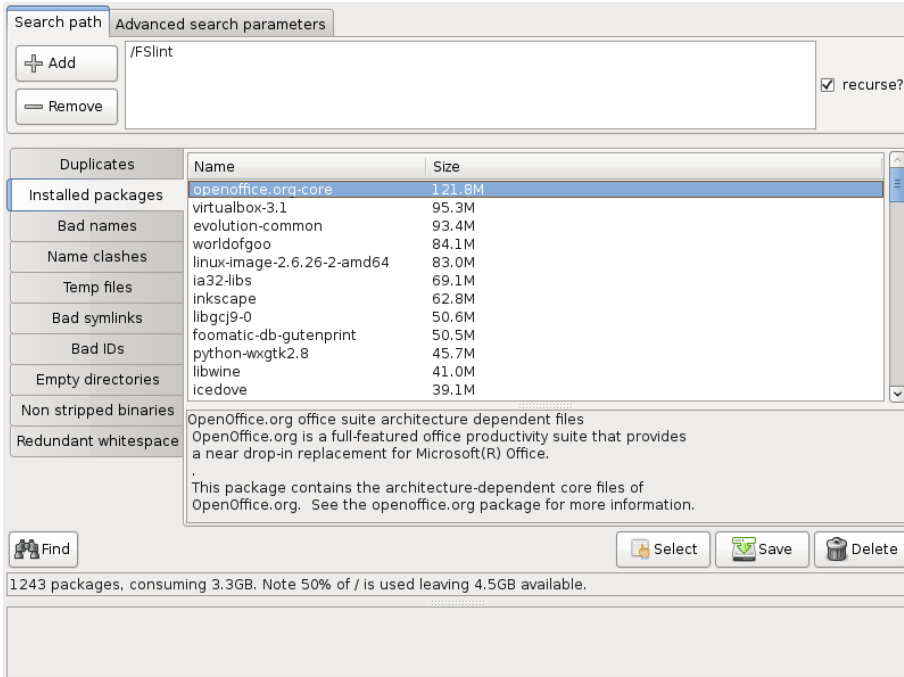 Search path Advanced search parameters
Add
/FSlint
recurse?
Remove
Duplicates
Installed packages
Bad names
Name clashes
Temp files
Bad symlinks
Bad IDs
Empty directories
Non stripped binaries
Redundant whitespace
Name Size
openoffice.org-core 121.8M
virtualbox-3.1 95.3M
evolution-common 93.4M
worldofgoo 84.1M
linux-image-2.6.26-2-amd64 83.0M
ia32-libs 69.1M
inkscape 62.8M
libgcj9-0 50.6M
foomatic-db-gutenprint 50.5M
python-wxgtk2.8 45.7M
libwine 41.0M
icedove 39.1M
OpenOffice.org office suite architecture dependent files
OpenOffice.org is a full-featured office productivity suite that provides
a near drop-in replacement for Microsoft(R) Office.
.
This package contains the architecture-dependent core files of
OpenOffice.org.  See the openoffice.org package for more information.
Find Select Save Delete
1243 packages, consuming 3.3GB. Note 50% of / is used leaving 4.5GB available.